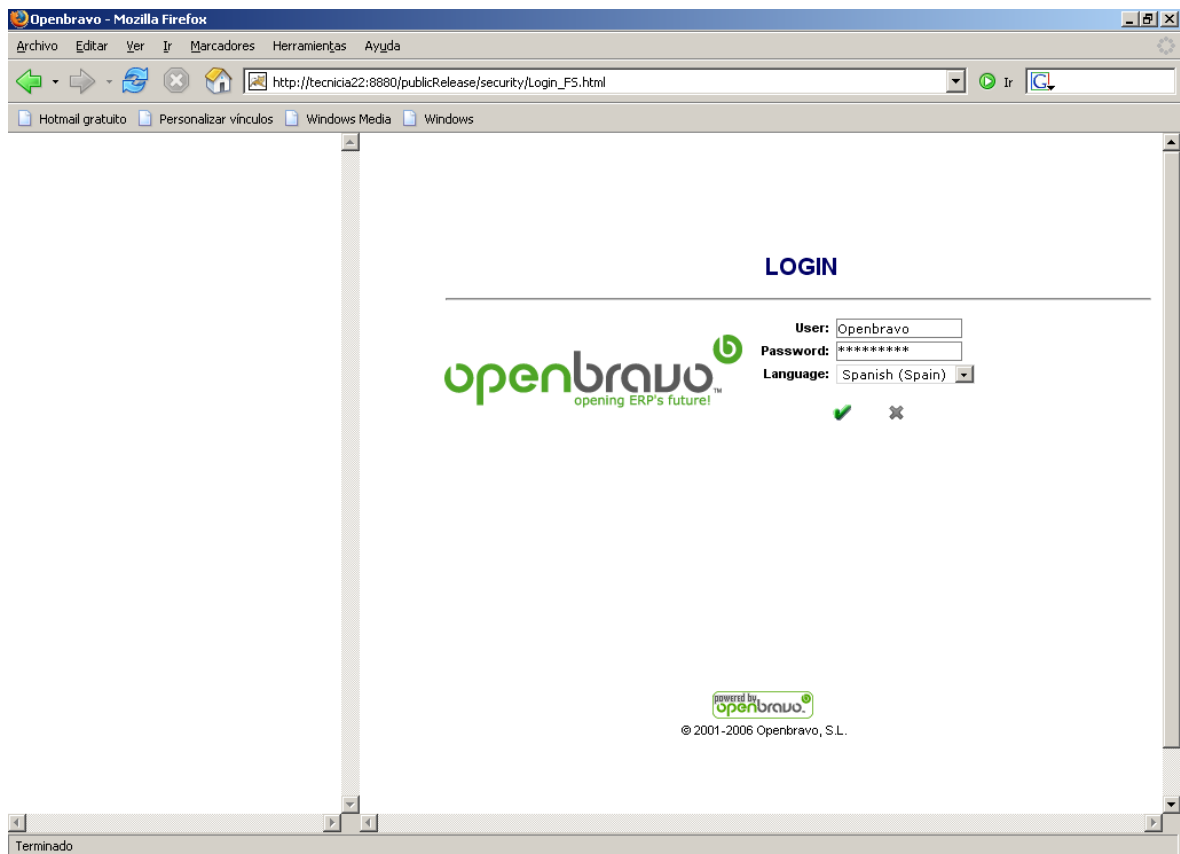 Openbravo - Mozilla Firefox
Archivo Editar Ver Ir Marcadores Herramientas Ayuda
http://tecnicia22:8880/publicRelease/security/Login_FS.html Ir G
Hotmail gratuito Personalizar vínculos Windows Media Windows
LOGIN
User: Openbravo
Password: *********
Language: Spanish (Spain)
openbravo b ™
opening ERP's future!
powered by
openbravo.
© 2001-2006 Openbravo, S.L.
Terminado